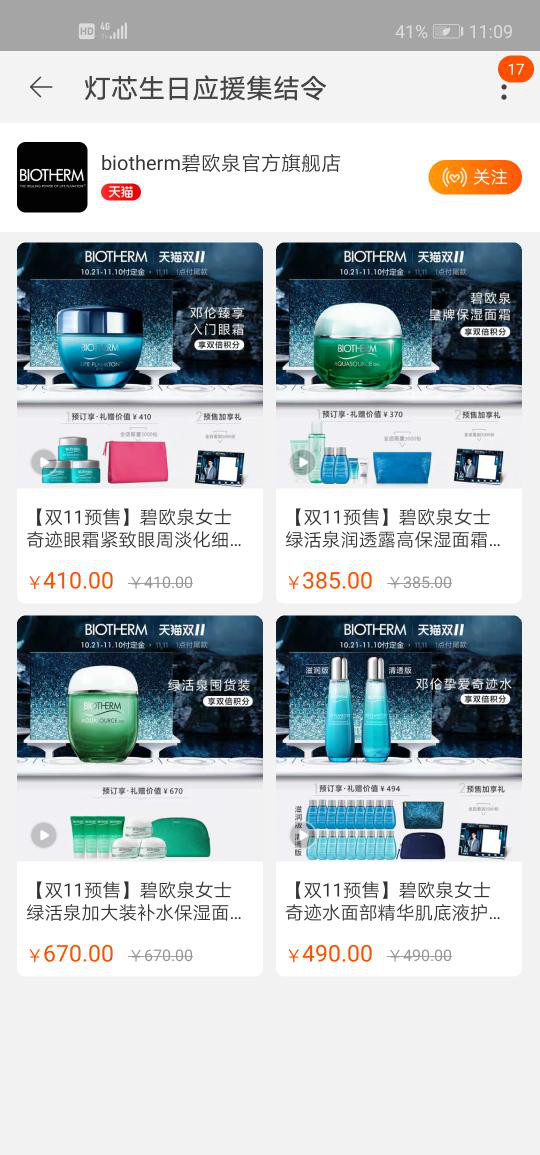 HD 4G 41% 11:09
灯芯生日应援集结令
17
BIOTHERM
biotherm碧欧泉官方旗舰店
天猫
关注
BIOTHERM 天猫双11
10.21-11.10付定金 · 11.11 1点付尾款
邓伦臻享
入门眼霜
享双倍积分
BIOTHERM
LIFE PLANKTON
1预订享·礼赠价值¥410
2预售加享礼
【双11预售】碧欧泉女士
奇迹眼霜紧致眼周淡化细...
¥410.00 ¥410.00
BIOTHERM 天猫双11
10.21-11.10付定金 · 11.11 1点付尾款
碧欧泉
皇牌保湿面霜
享双倍积分
BIOTHERM
AQUASOURCE
1预订享·礼赠价值¥370
2预售加享礼
【双11预售】碧欧泉女士
绿活泉润透露高保湿面霜...
¥385.00 ¥385.00
BIOTHERM 天猫双11
10.21-11.10付定金 · 11.11 1点付尾款
绿活泉囤货装
享双倍积分
BIOTHERM
AQUASOURCE
预订享·礼赠价值¥670
【双11预售】碧欧泉女士
绿活泉加大装补水保湿面...
¥670.00 ¥670.00
BIOTHERM 天猫双11
10.21-11.10付定金 · 11.11 1点付尾款
滋润版
清透版
邓伦挚爱奇迹水
享双倍积分
1预订享·礼赠价值¥494
2预售加享礼
滋润版
清透版
【双11预售】碧欧泉女士
奇迹水面部精华肌底液护...
¥490.00 ¥490.00